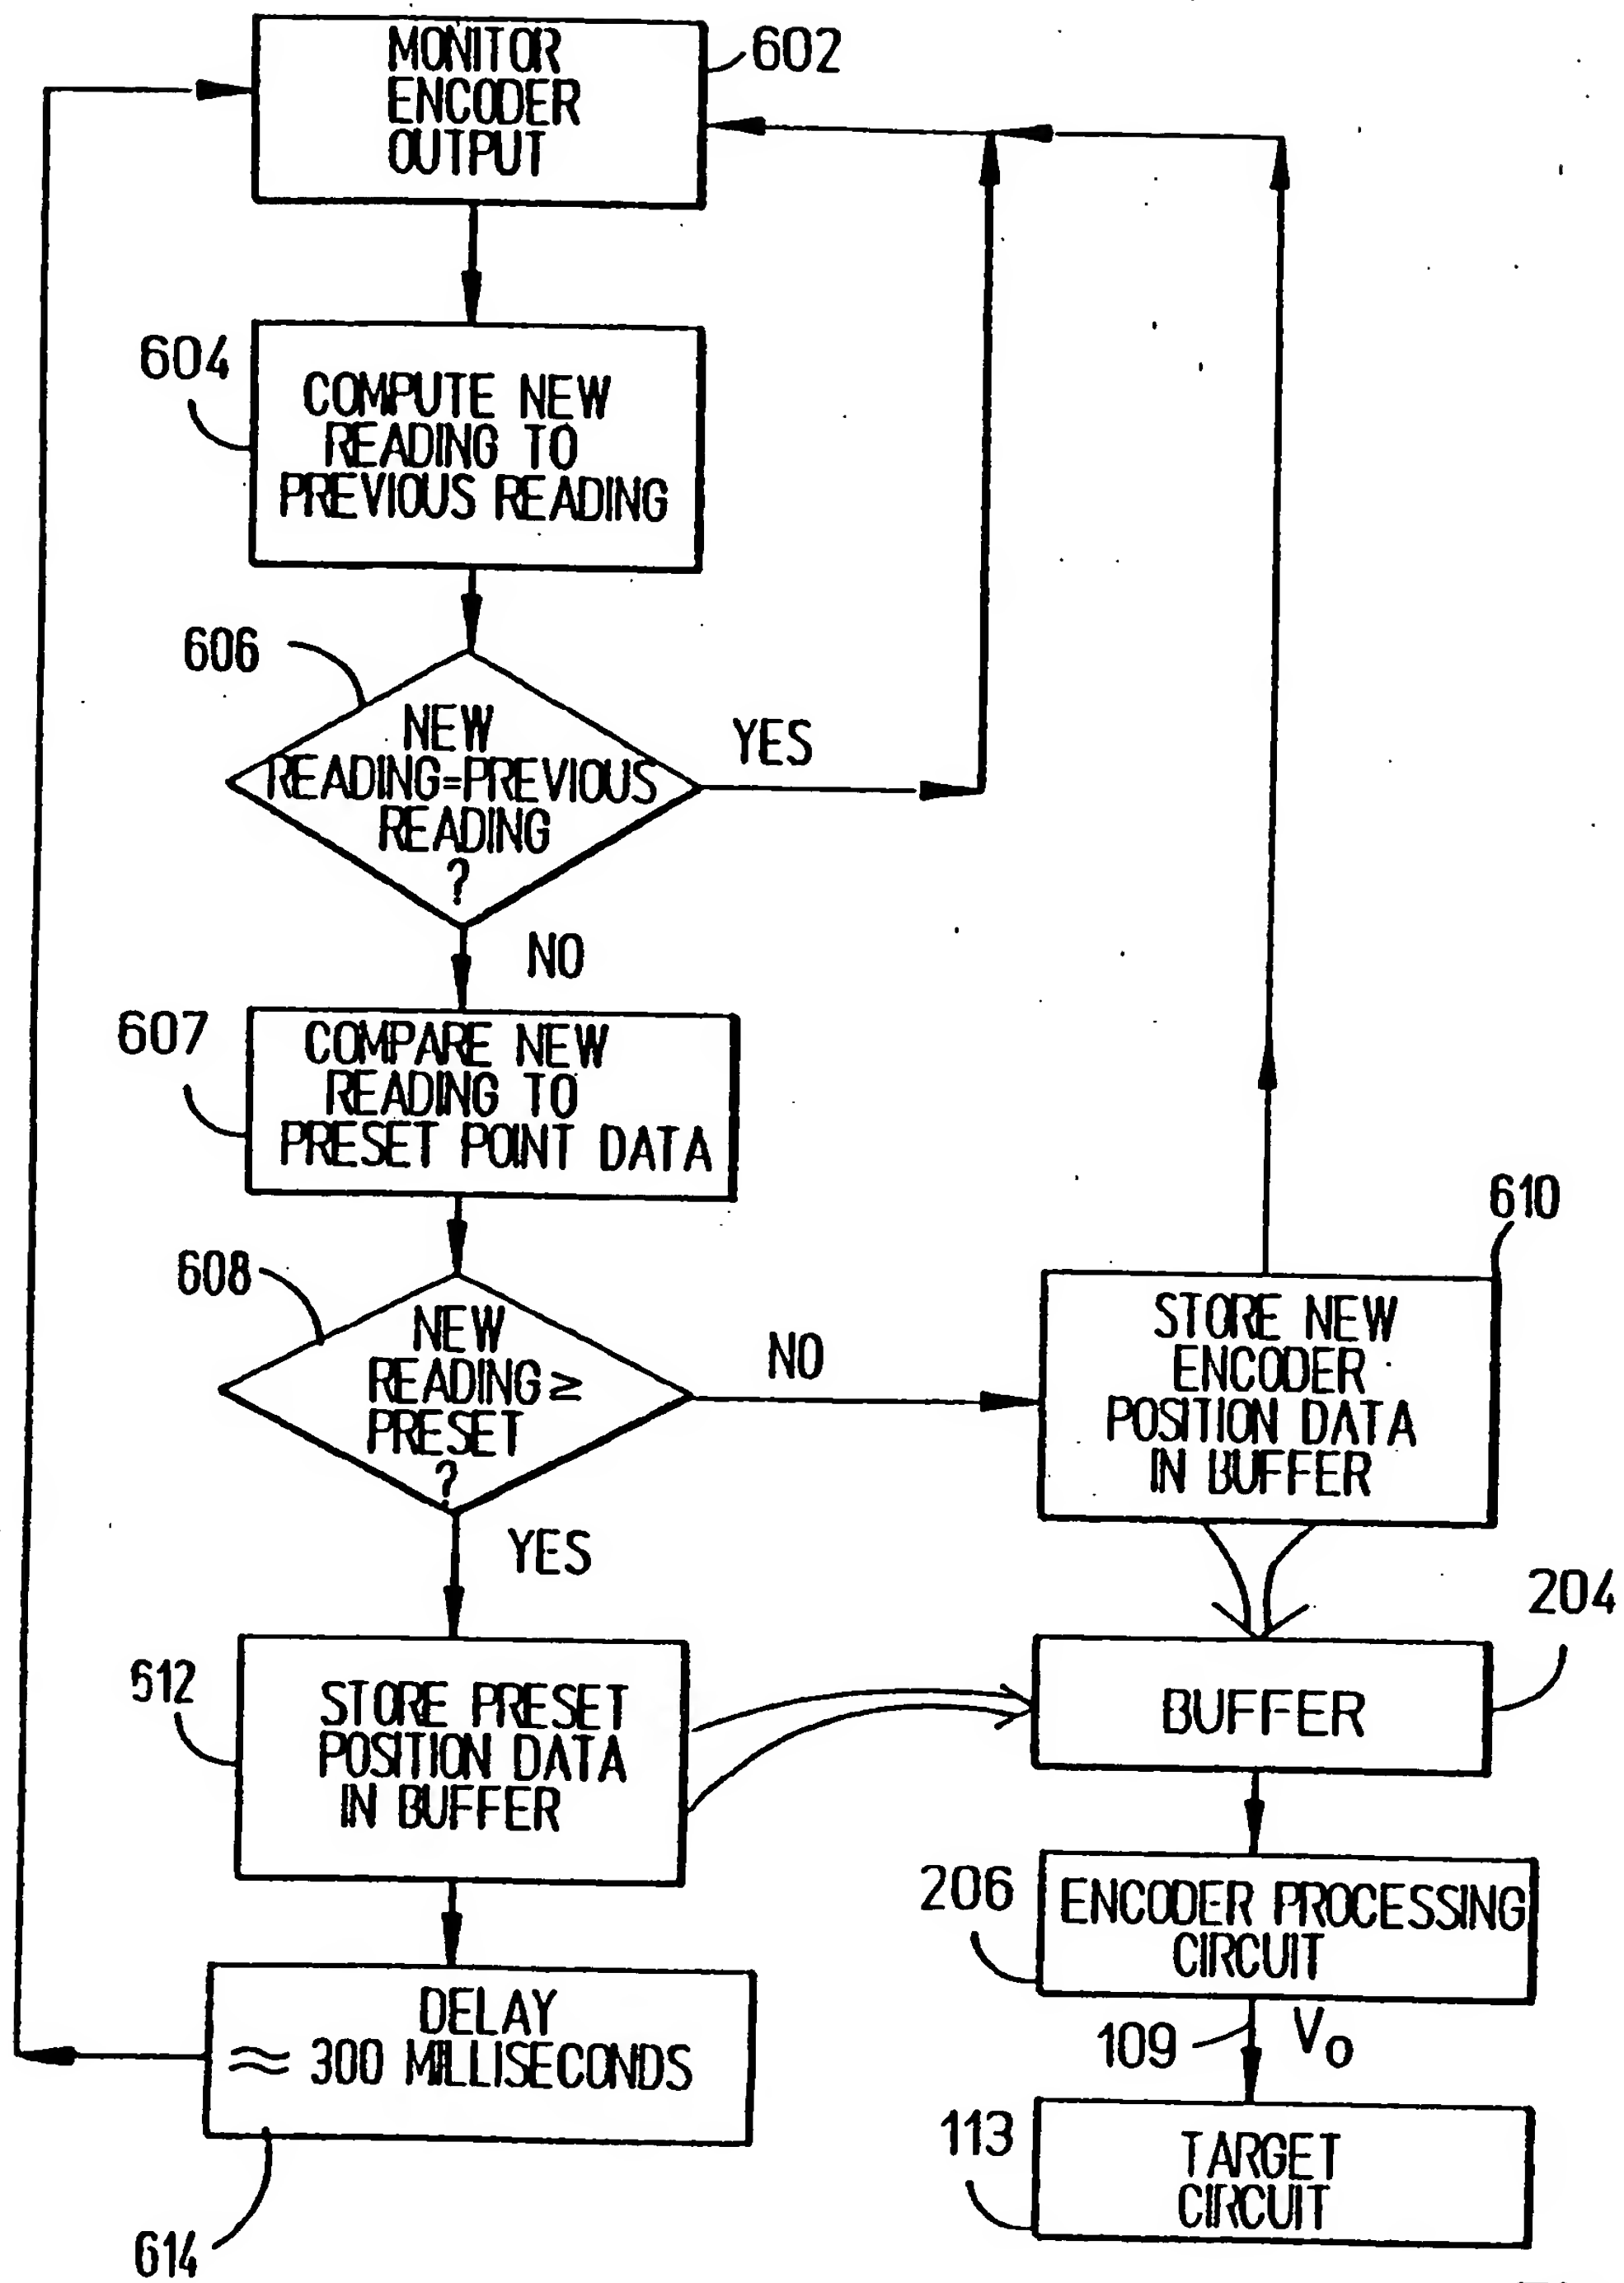 MONITOR
ENCODER
OUTPUT
602
604
COMPUTE NEW
READING TO
PREVIOUS READING
606
NEW
READING=PREVIOUS
READING
?
YES
NO
607
COMPARE NEW
READING TO
PRESET POINT DATA
608
NEW
READING ≥
PRESET
?
NO
YES
610
STORE NEW
ENCODER
POSITION DATA
IN BUFFER
612
STORE PRESET
POSITION DATA
IN BUFFER
204
BUFFER
206
ENCODER PROCESSING
CIRCUIT
109
Vo
DELAY
≈ 300 MILLISECONDS
614
113
TARGET
CIRCUIT